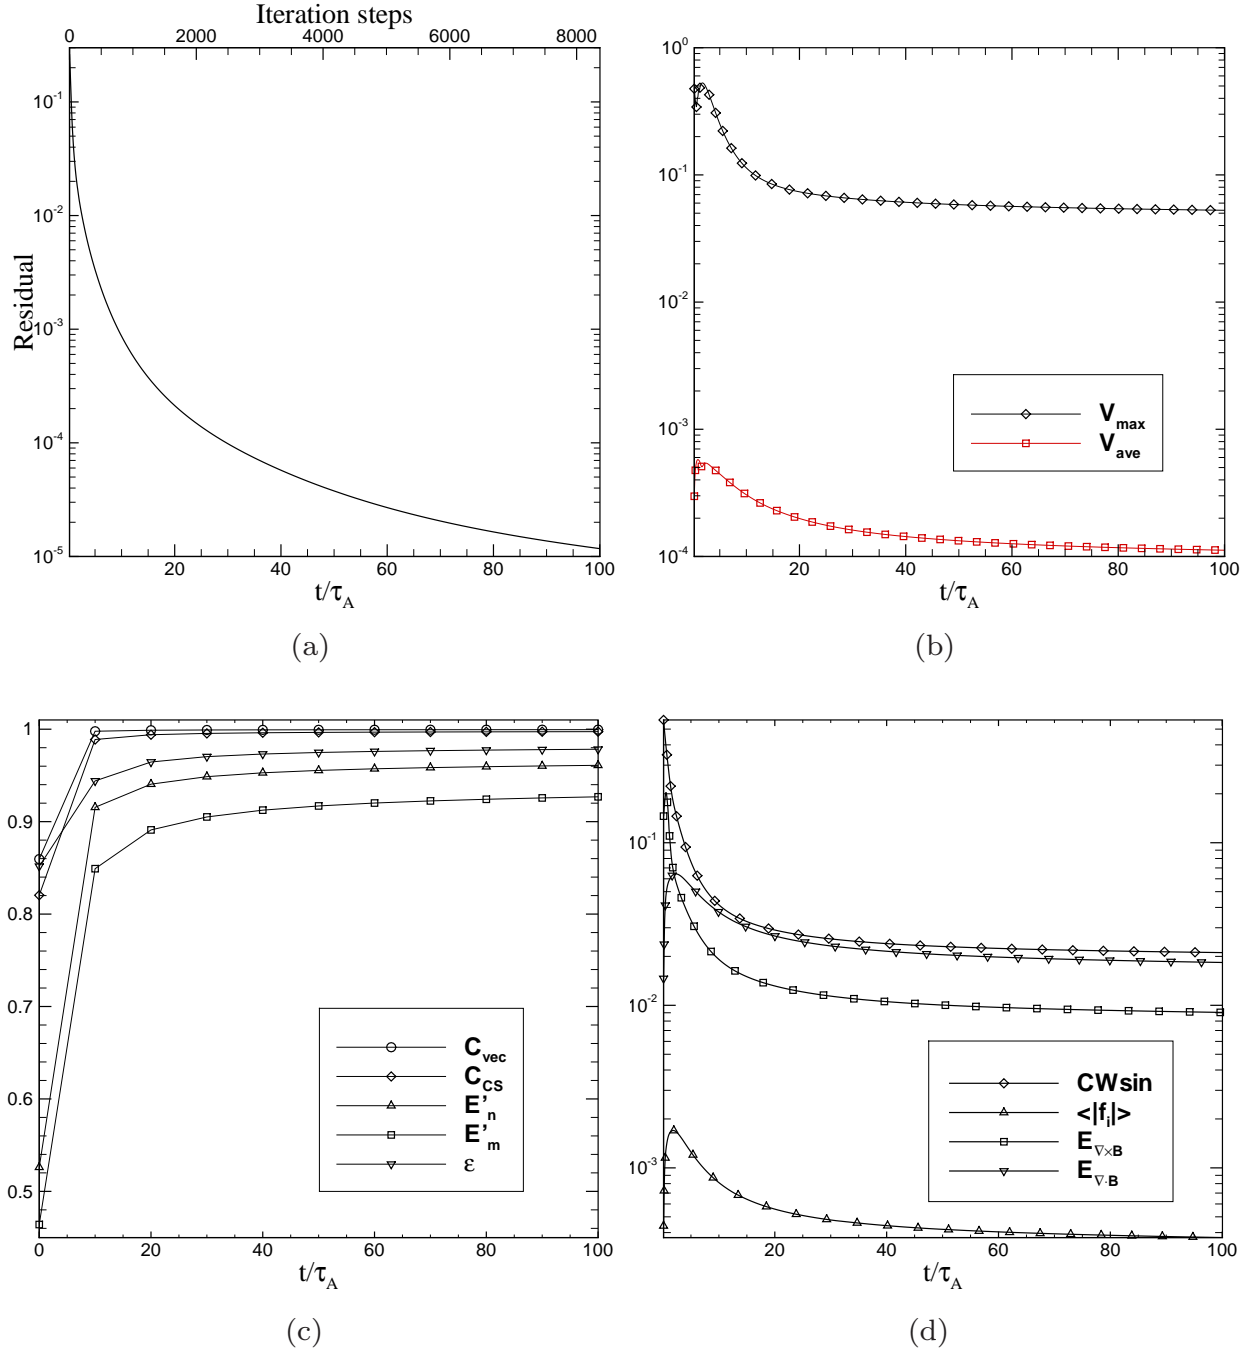 Iteration steps
0 2000 4000 6000 8000
10^-1
10^-2
10^-3
10^-4
10^-5
Residual
20 40 60 80 100
t/τ_A
(a)
10^0
10^-1
10^-2
10^-3
10^-4
V_max
V_ave
20 40 60 80 100
t/τ_A
(b)
1
0.9
0.8
0.7
0.6
0.5
C_vec
C_CS
E'_n
E'_m
ε
0 20 40 60 80 100
t/τ_A
(c)
10^-1
10^-2
10^-3
CWsin
<|f_i|>
E_∇×B
E_∇·B
20 40 60 80 100
t/τ_A
(d)